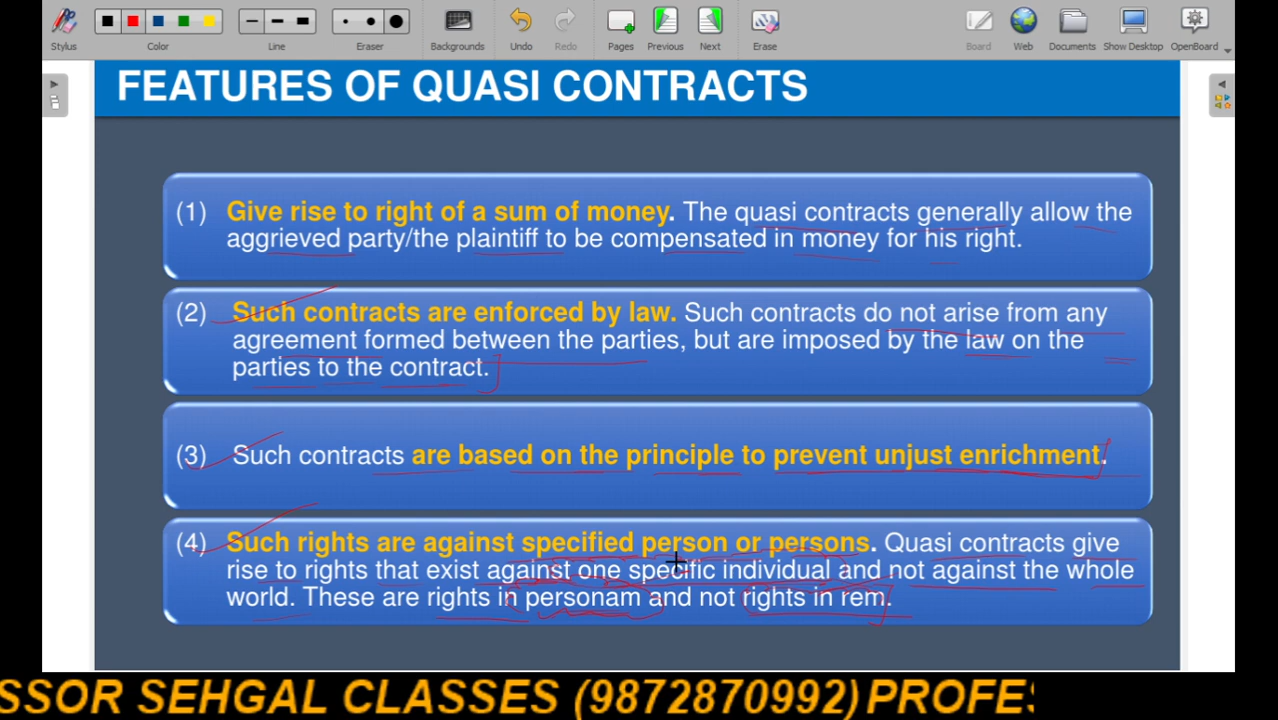 Stylus Color Line Eraser Backgrounds Undo Redo Pages Previous Next Erase Board Web Documents Show Desktop OpenBoard
FEATURES OF QUASI CONTRACTS
(1) Give rise to right of a sum of money. The quasi contracts generally allow the
aggrieved party/the plaintiff to be compensated in money for his right.
(2) Such contracts are enforced by law. Such contracts do not arise from any
agreement formed between the parties, but are imposed by the law on the
parties to the contract.
(3) Such contracts are based on the principle to prevent unjust enrichment.
(4) Such rights are against specified person or persons. Quasi contracts give
rise to rights that exist against one specific individual and not against the whole
world. These are rights in personam and not rights in rem.
SSOR SEHGAL CLASSES (9872870992) PROFES